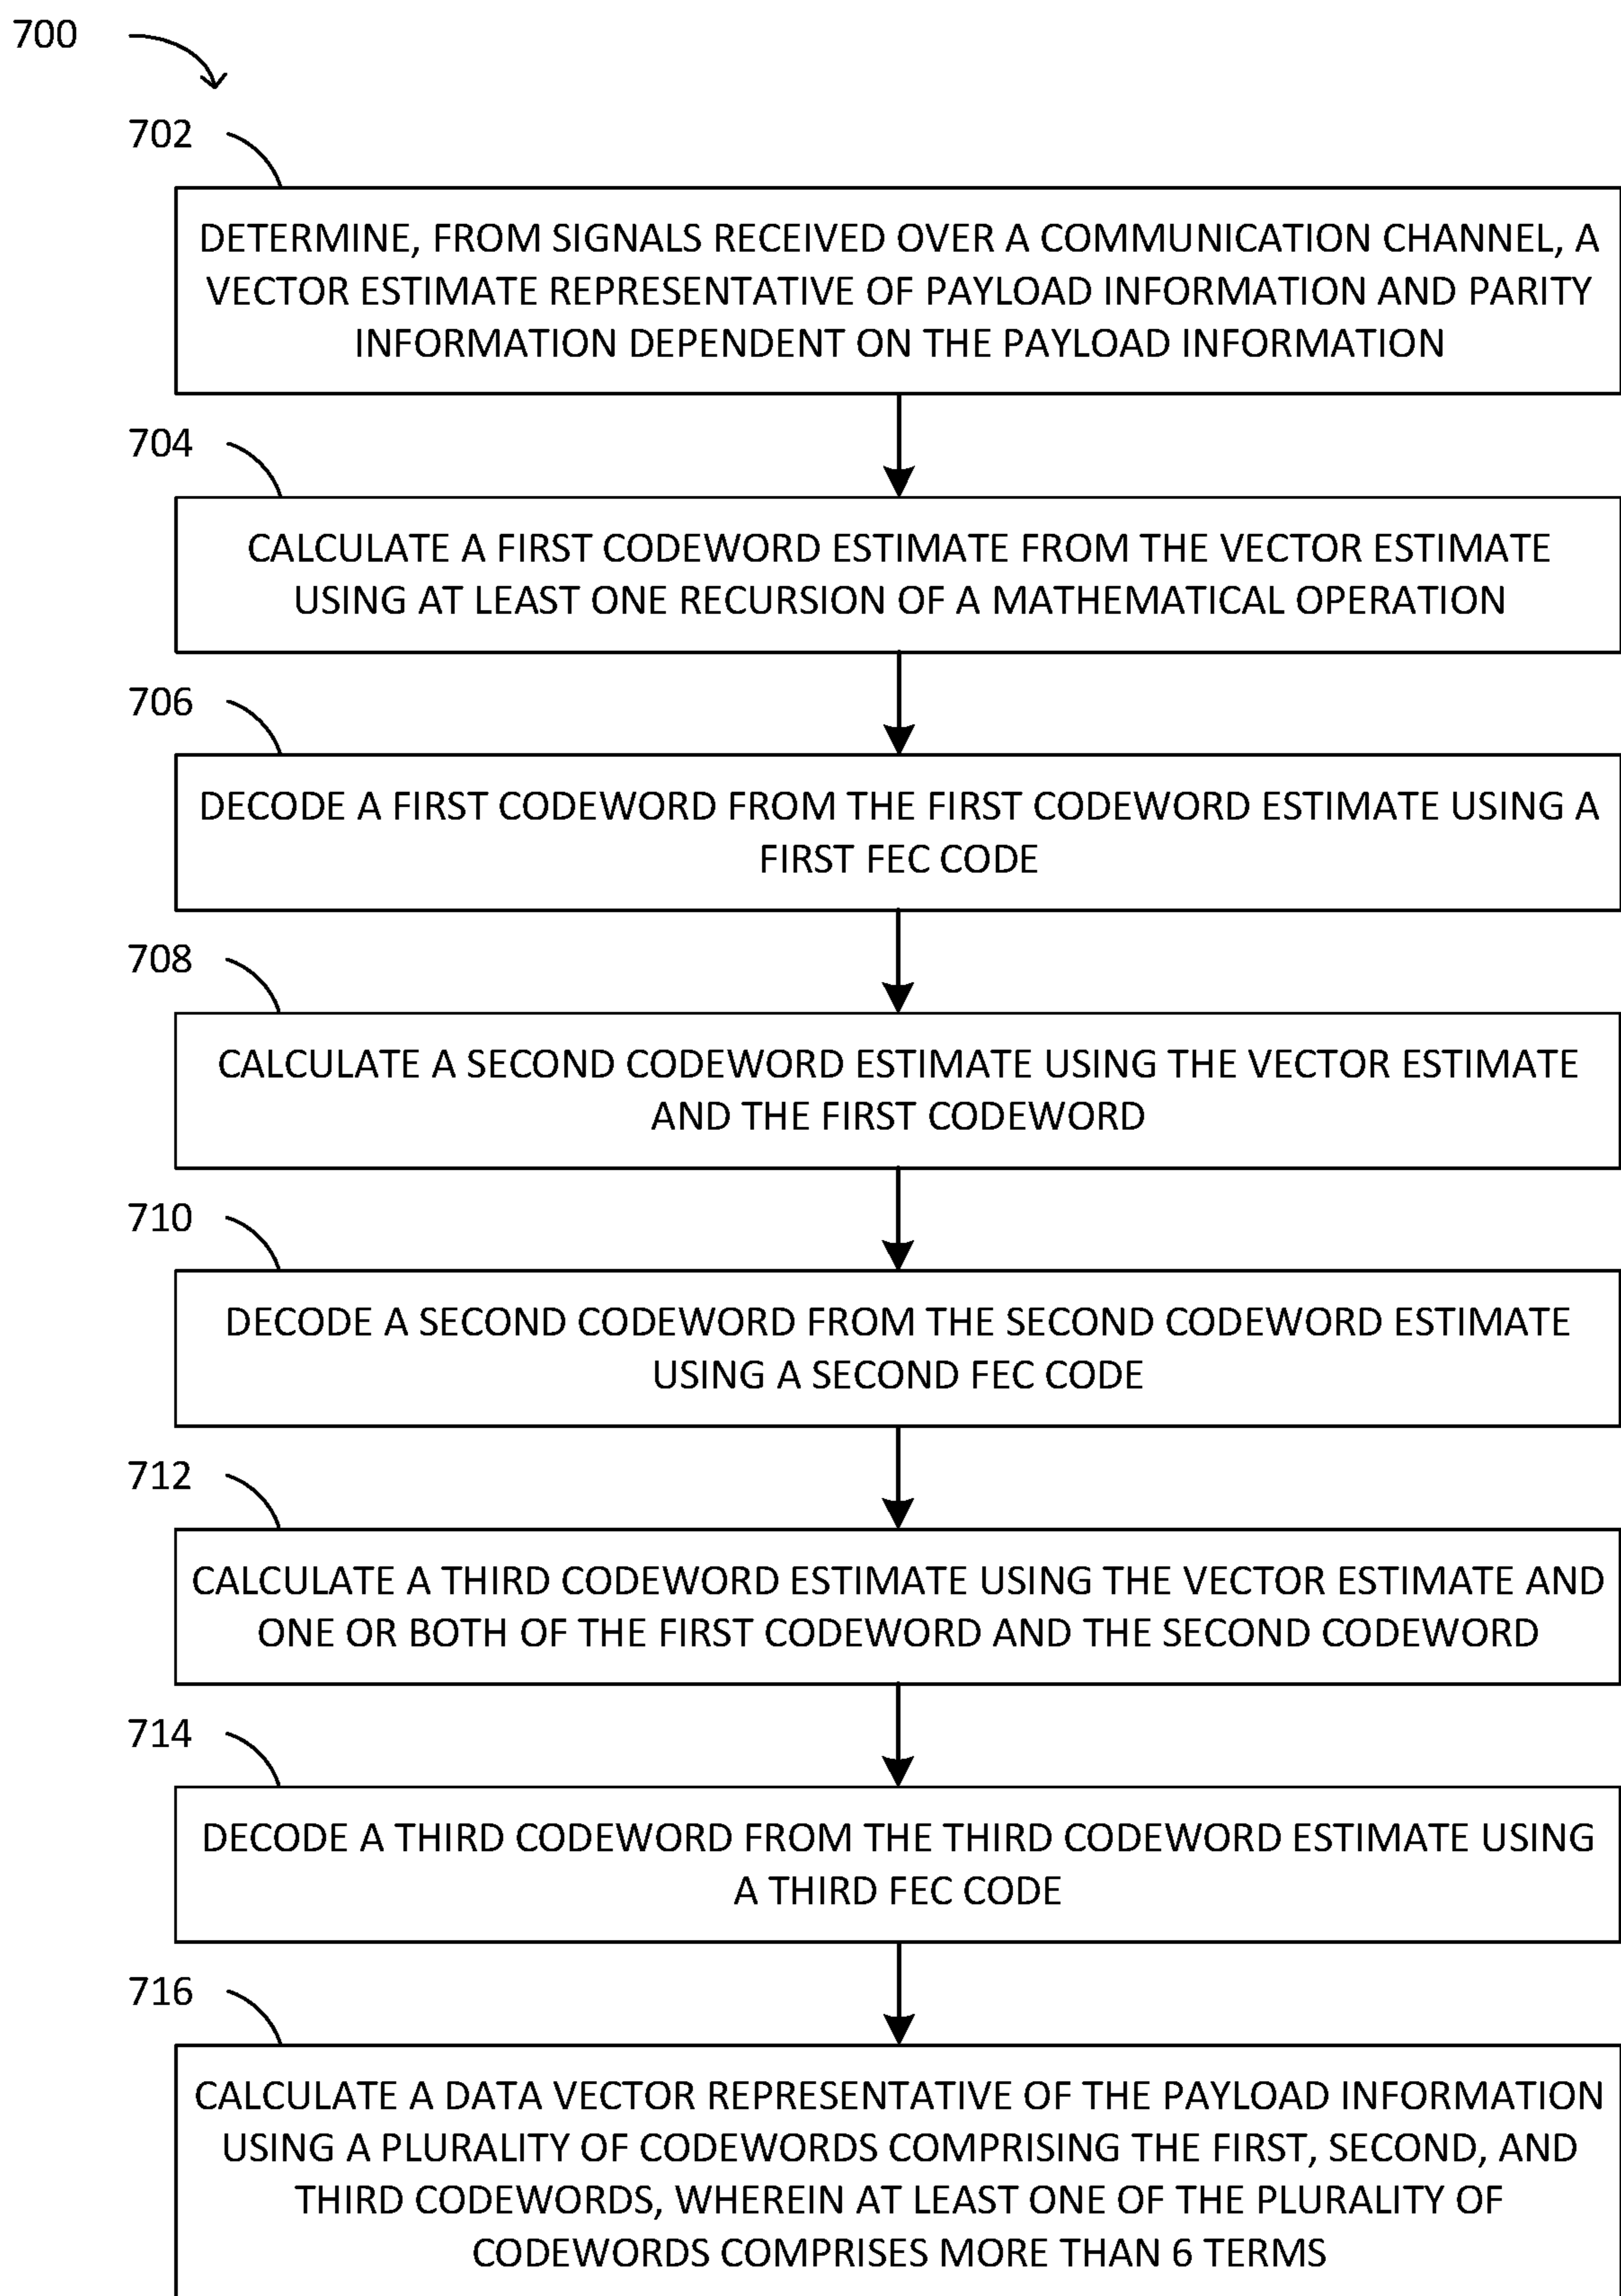 700
702
DETERMINE, FROM SIGNALS RECEIVED OVER A COMMUNICATION CHANNEL, A
VECTOR ESTIMATE REPRESENTATIVE OF PAYLOAD INFORMATION AND PARITY
INFORMATION DEPENDENT ON THE PAYLOAD INFORMATION
704
CALCULATE A FIRST CODEWORD ESTIMATE FROM THE VECTOR ESTIMATE
USING AT LEAST ONE RECURSION OF A MATHEMATICAL OPERATION
706
DECODE A FIRST CODEWORD FROM THE FIRST CODEWORD ESTIMATE USING A
FIRST FEC CODE
708
CALCULATE A SECOND CODEWORD ESTIMATE USING THE VECTOR ESTIMATE
AND THE FIRST CODEWORD
710
DECODE A SECOND CODEWORD FROM THE SECOND CODEWORD ESTIMATE
USING A SECOND FEC CODE
712
CALCULATE A THIRD CODEWORD ESTIMATE USING THE VECTOR ESTIMATE AND
ONE OR BOTH OF THE FIRST CODEWORD AND THE SECOND CODEWORD
714
DECODE A THIRD CODEWORD FROM THE THIRD CODEWORD ESTIMATE USING
A THIRD FEC CODE
716
CALCULATE A DATA VECTOR REPRESENTATIVE OF THE PAYLOAD INFORMATION
USING A PLURALITY OF CODEWORDS COMPRISING THE FIRST, SECOND, AND
THIRD CODEWORDS, WHEREIN AT LEAST ONE OF THE PLURALITY OF
CODEWORDS COMPRISES MORE THAN 6 TERMS